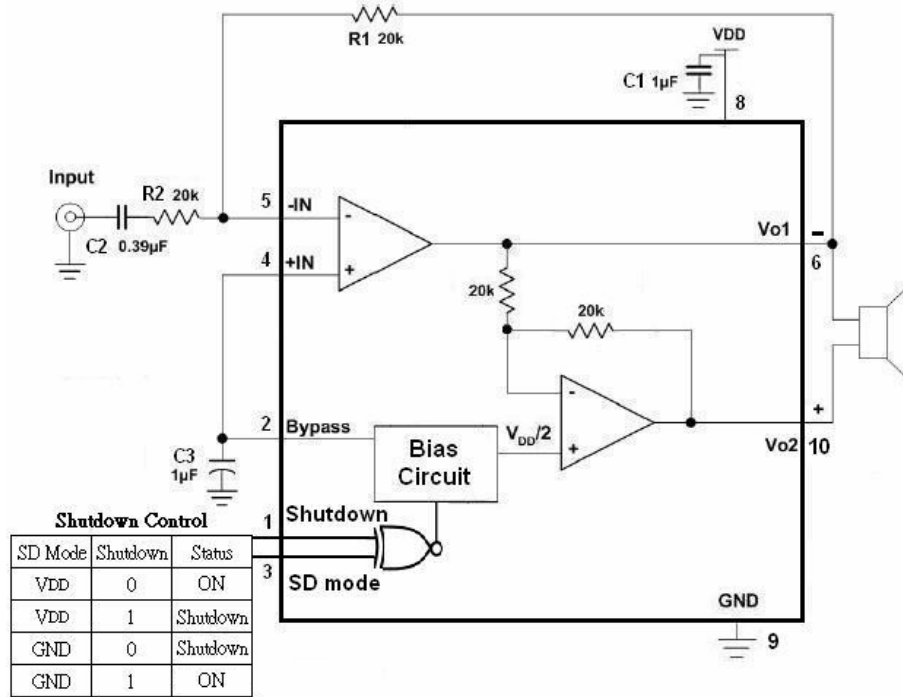 R1 20k
VDD
C1 1µF
8
Input
R2 20k
C2 0.39µF
5 -IN
-
4 +IN
+
Vo1 -
6
20k
20k
-
+
2 Bypass
VDD/2
Bias
Circuit
+
Vo2 10
C3
1µF
Shutdown Control
1 Shutdown
3 SD mode
SD Mode Shutdown Status
VDD 0 ON
VDD 1 Shutdown
GND 0 Shutdown
GND 1 ON
GND
9